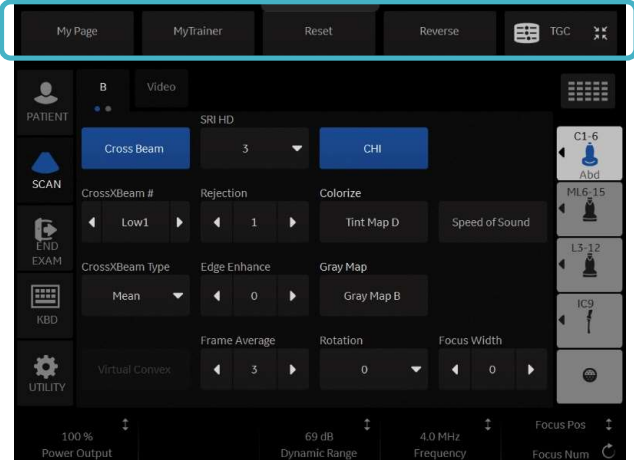 My Page
MyTrainer
Reset
Reverse
TGC
PATIENT
SCAN
END
EXAM
KBD
UTILITY
B
Video
SRI HD
Cross Beam
3
CHI
CrossXBeam #
Rejection
Colorize
Low1
1
Tint Map D
Speed of Sound
CrossXBeam Type
Edge Enhance
Gray Map
Mean
0
Gray Map B
Frame Average
Rotation
Focus Width
Virtual Convex
3
0
0
C1-6
Abd
ML6-15
L3-12
IC9
100 %
Power Output
69 dB
Dynamic Range
4.0 MHz
Frequency
Focus Pos
Focus Num